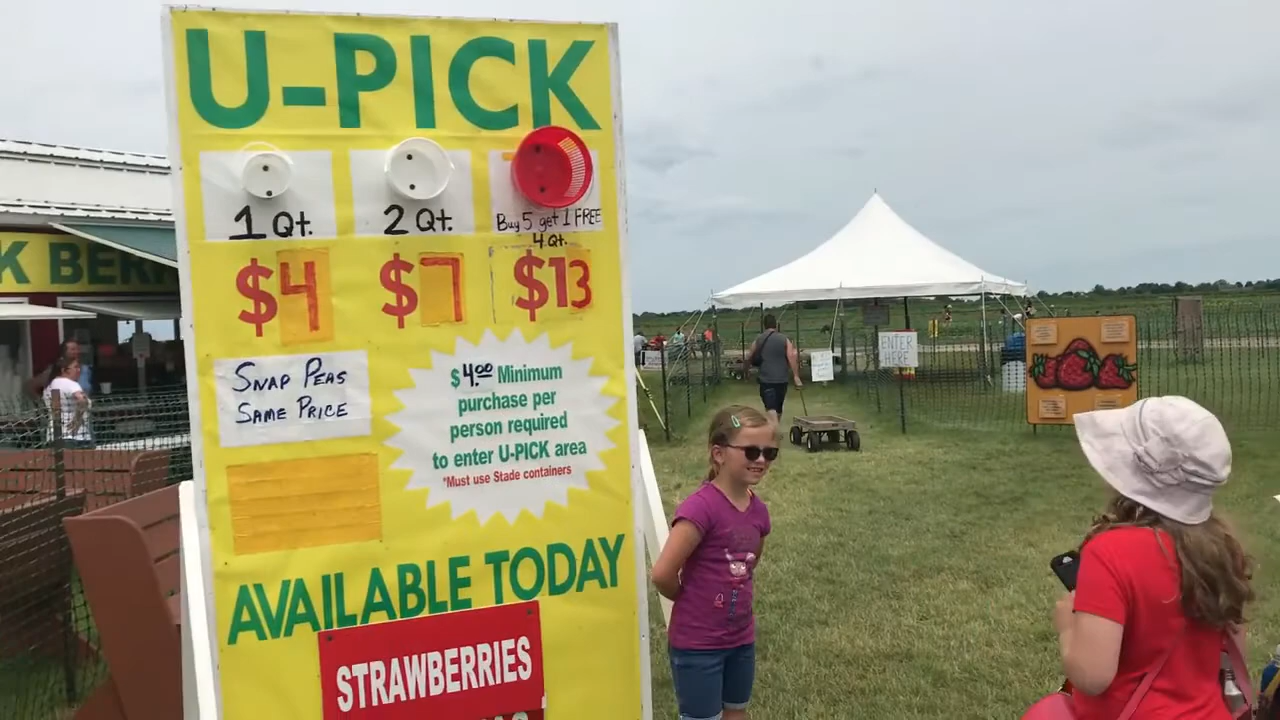 U-PICK
1 Qt.
2 Qt.
Buy 5 get 1 FREE
4 Qt.
$4
$7
$13
SNAP PEAS
SAME PRICE
$4.00 Minimum
purchase per
person required
to enter U-PICK area
*Must use Stade containers
AVAILABLE TODAY
STRAWBERRIES
K BERR
ENTER
HERE